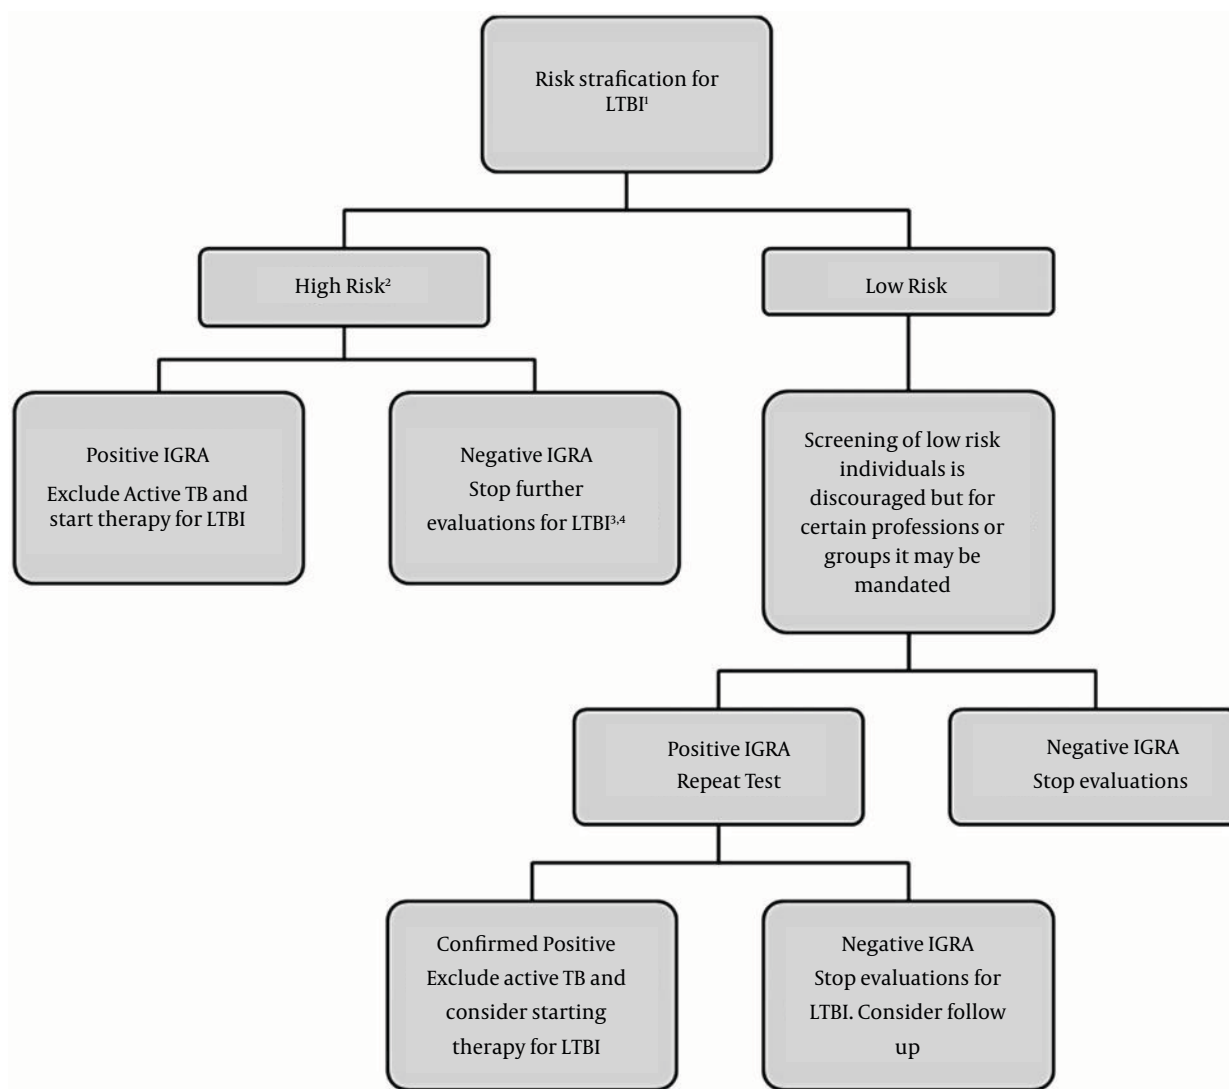 Risk strafication for
LTBI¹
High Risk²
Low Risk
Positive IGRA
Exclude Active TB and
start therapy for LTBI
Negative IGRA
Stop further
evaluations for LTBI³,⁴
Screening of low risk
individuals is
discouraged but for
certain professions or
groups it may be
mandated
Positive IGRA
Repeat Test
Negative IGRA
Stop evaluations
Confirmed Positive
Exclude active TB and
consider starting
therapy for LTBI
Negative IGRA
Stop evaluations for
LTBI. Consider follow
up